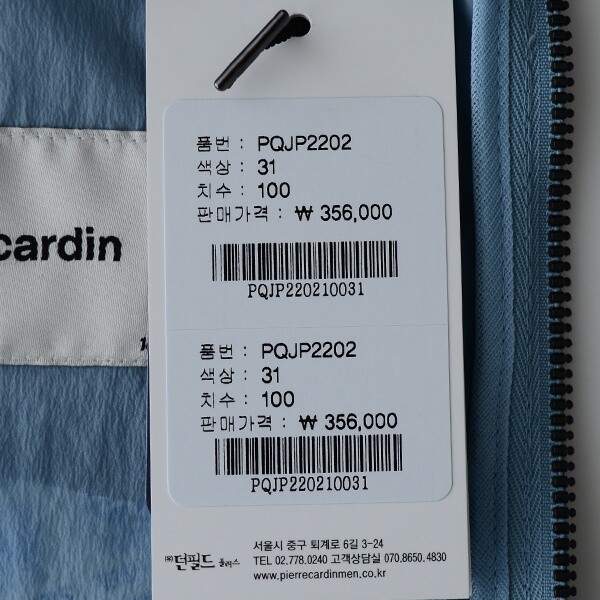 cardin
품번 : PQJP2202
색상 : 31
치수 : 100
판매가격 : ₩ 356,000
PQJP220210031
품번 : PQJP2202
색상 : 31
치수 : 100
판매가격 : ₩ 356,000
PQJP220210031
㈜던필드 플러스
서울시 중구 퇴계로 6길 3-24
TEL 02.778.0240 고객상담실 070.8650.4830
www.pierrecardinmen.co.kr